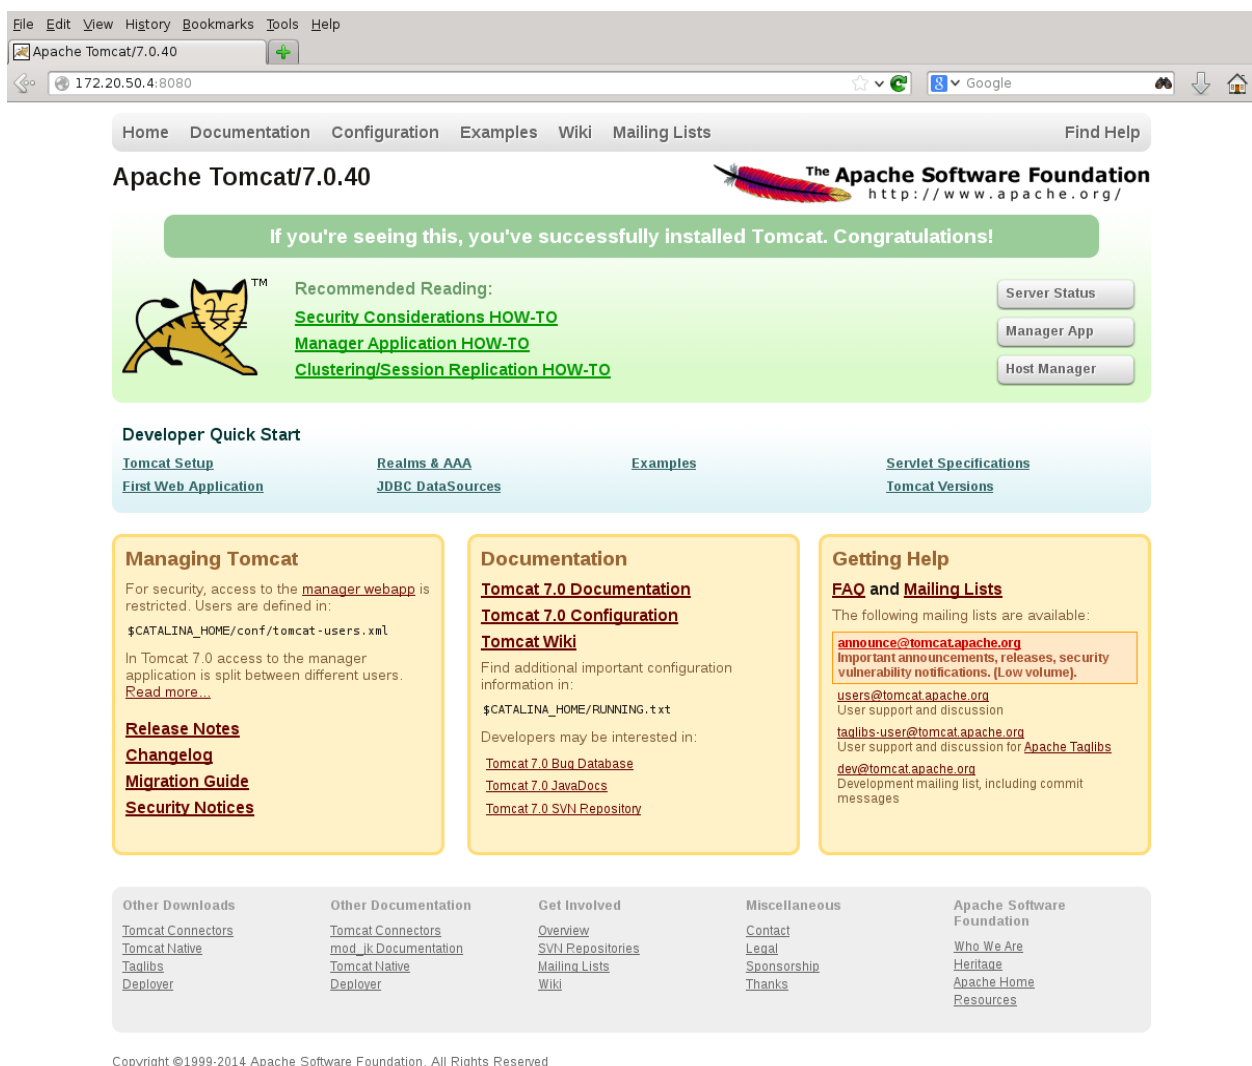 File Edit View History Bookmarks Tools Help
Apache Tomcat/7.0.40
172.20.50.4:8080
Google
Home Documentation Configuration Examples Wiki Mailing Lists Find Help
Apache Tomcat/7.0.40
The Apache Software Foundation
http://www.apache.org/
If you're seeing this, you've successfully installed Tomcat. Congratulations!
TM
Recommended Reading:
Security Considerations HOW-TO
Manager Application HOW-TO
Clustering/Session Replication HOW-TO
Server Status
Manager App
Host Manager
Developer Quick Start
Tomcat Setup
First Web Application
Realms & AAA
JDBC DataSources
Examples
Servlet Specifications
Tomcat Versions
Managing Tomcat
For security, access to the manager webapp is
restricted. Users are defined in:
$CATALINA_HOME/conf/tomcat-users.xml
In Tomcat 7.0 access to the manager
application is split between different users.
Read more...
Release Notes
Changelog
Migration Guide
Security Notices
Documentation
Tomcat 7.0 Documentation
Tomcat 7.0 Configuration
Tomcat Wiki
Find additional important configuration
information in:
$CATALINA_HOME/RUNNING.txt
Developers may be interested in:
Tomcat 7.0 Bug Database
Tomcat 7.0 JavaDocs
Tomcat 7.0 SVN Repository
Getting Help
FAQ and Mailing Lists
The following mailing lists are available:
announce@tomcat.apache.org
Important announcements, releases, security
vulnerability notifications. (Low volume).
users@tomcat.apache.org
User support and discussion
taglibs-user@tomcat.apache.org
User support and discussion for Apache Taglibs
dev@tomcat.apache.org
Development mailing list, including commit
messages
Other Downloads
Tomcat Connectors
Tomcat Native
Taglibs
Deployer
Other Documentation
Tomcat Connectors
mod_jk Documentation
Tomcat Native
Deployer
Get Involved
Overview
SVN Repositories
Mailing Lists
Wiki
Miscellaneous
Contact
Legal
Sponsorship
Thanks
Apache Software
Foundation
Who We Are
Heritage
Apache Home
Resources
Copyright ©1999-2014 Apache Software Foundation. All Rights Reserved